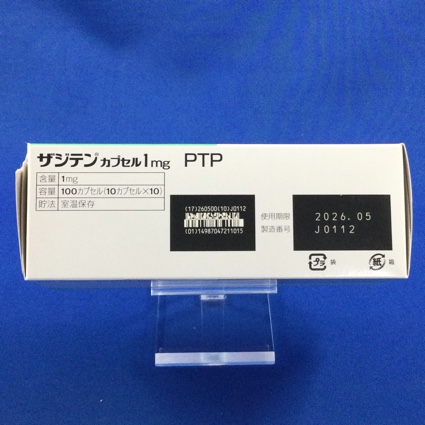 ザジテン®カプセル1mg PTP
含量 1mg
容量 100カプセル(10カプセル×10)
貯法 室温保存
(17)260500(10)J0112
(01)14987047211015
使用期限 2026.05
製造番号 J0112
プラ 袋
紙 箱